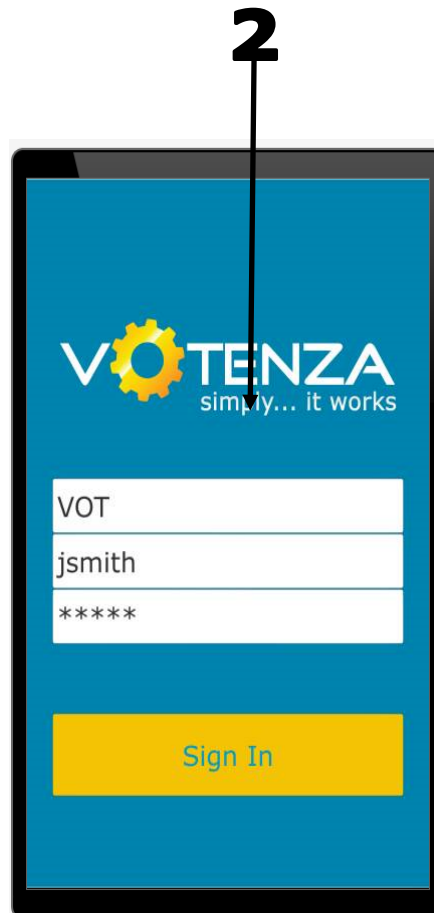 2
VOTENZA
simply... it works
VOT
jsmith
*****
Sign In